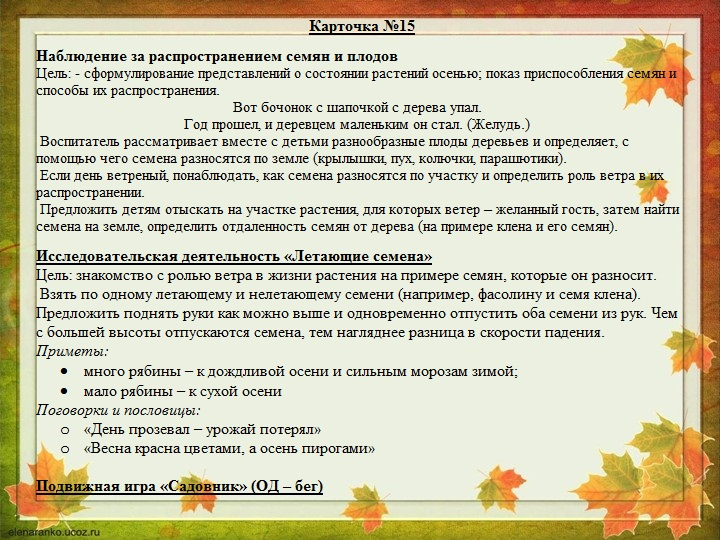 Карточка №15
Наблюдение за распространением семян и плодов
Цель: - сформулирование представлений о состоянии растений осенью; показ приспособления семян и
способы их распространения.
Вот бочонок с шапочкой с дерева упал.
Год прошел, и деревцем маленьким он стал. (Желудь.)
Воспитатель рассматривает вместе с детьми разнообразные плоды деревьев и определяет, с
помощью чего семена разносятся по земле (крылышки, пух, колючки, парашютики).
Если день ветреный, понаблюдать, как семена разносятся по участку и определить роль ветра в их
распространении.
Предложить детям отыскать на участке растения, для которых ветер – желанный гость, затем найти
семена на земле, определить отдаленность семян от дерева (на примере клена и его семян).
Исследовательская деятельность «Летающие семена»
Цель: знакомство с ролью ветра в жизни растения на примере семян, которые он разносит.
Взять по одному летающему и нелетающему семени (например, фасолину и семя клена).
Предложить поднять руки как можно выше и одновременно отпустить оба семени из рук. Чем
с большей высоты отпускаются семена, тем нагляднее разница в скорости падения.
Приметы:
• много рябины – к дождливой осени и сильным морозам зимой;
• мало рябины – к сухой осени
Поговорки и пословицы:
o «День прозевал – урожай потерял»
o «Весна красна цветами, а осень пирогами»
Подвижная игра «Садовник» (ОД – бег)
elenaranko.ucoz.ru